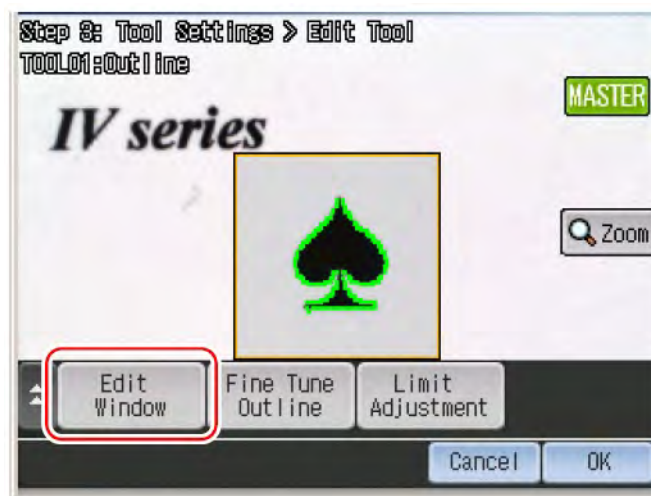 Step 3: Tool Settings > Edit Tool
TOOL01:Outline
MASTER
IV series
Zoom
Edit
Window
Fine Tune
Outline
Limit
Adjustment
Cancel
OK